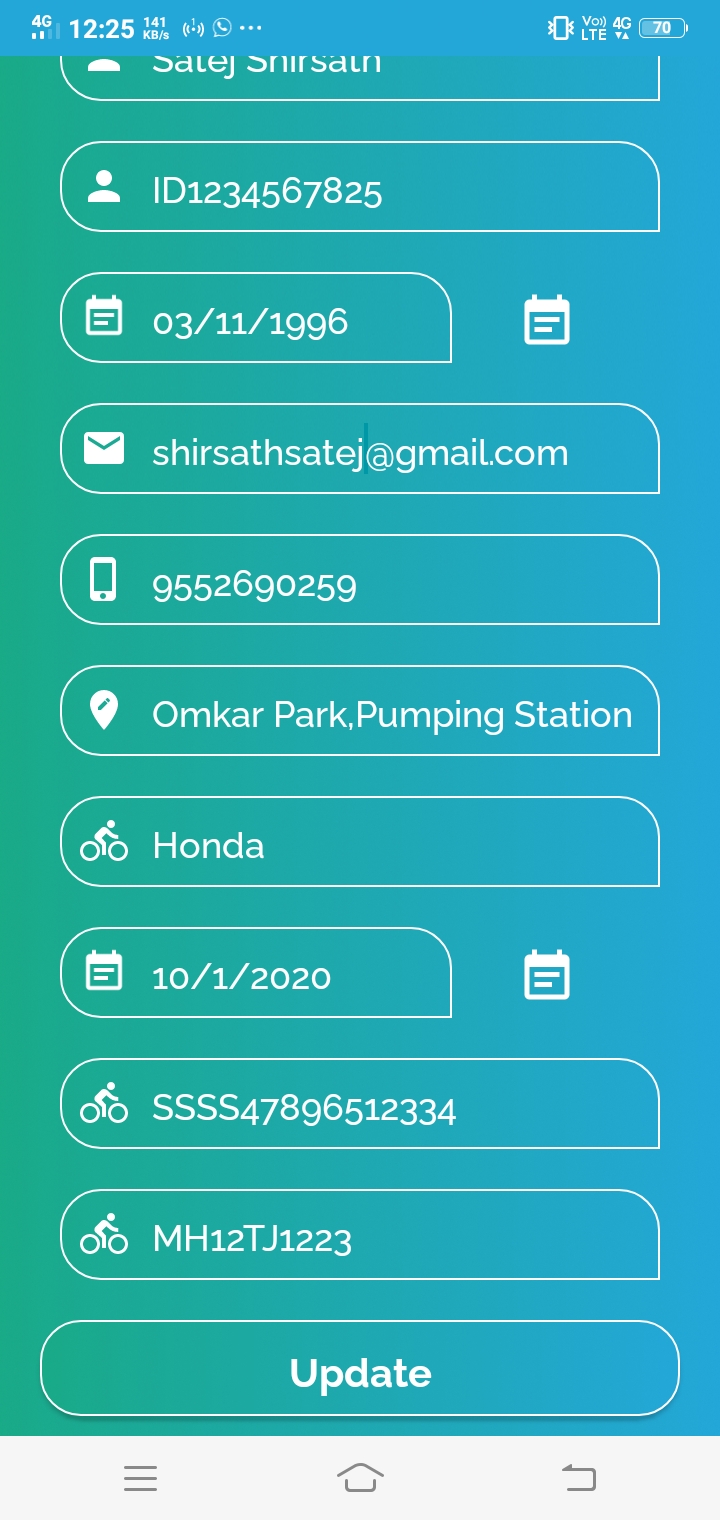 4G 12:25 141 KB/s Vo)) LTE 4G 70
Satej Shirsath
ID1234567825
03/11/1996
shirsathsatej@gmail.com
9552690259
Omkar Park,Pumping Station
Honda
10/1/2020
SSSS47896512334
MH12TJ1223
Update